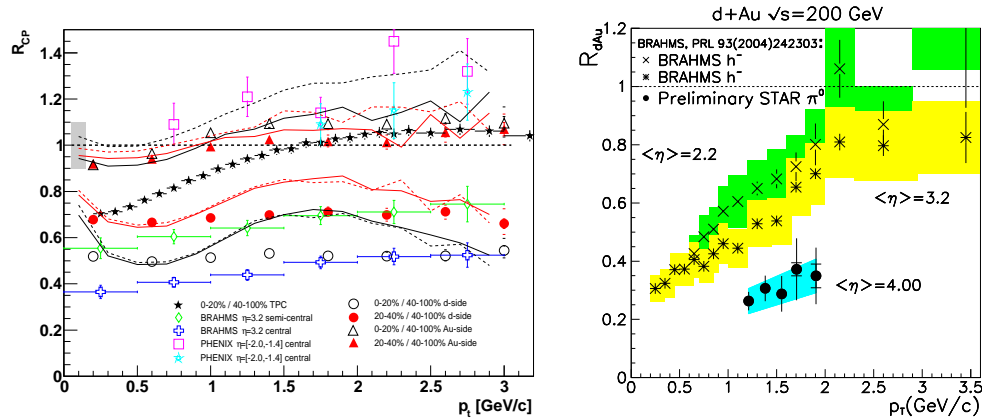 R_CP
1.4
1.2
1.0
0.8
0.6
0.4
0.2
0
0.5
1
1.5
2
2.5
3
p_t [GeV/c]
0-20% / 40-100% TPC
BRAHMS η=3.2 semi-central
BRAHMS η=3.2 central
PHENIX η=[-2.0,-1.4] central
PHENIX η=[-2.0,-1.4] central
0-20% / 40-100% d-side
20-40% / 40-100% d-side
0-20% / 40-100% Au-side
20-40% / 40-100% Au-side
d+Au √s=200 GeV
R_dAu
1.2
1
0.8
0.6
0.4
0.2
0
BRAHMS, PRL 93(2004)242303:
BRAHMS h⁻
BRAHMS h⁻
Preliminary STAR π⁰
<η>=2.2
<η>=3.2
<η>=4.00
0
0.5
1
1.5
2
2.5
3
3.5
p_T(GeV/c)